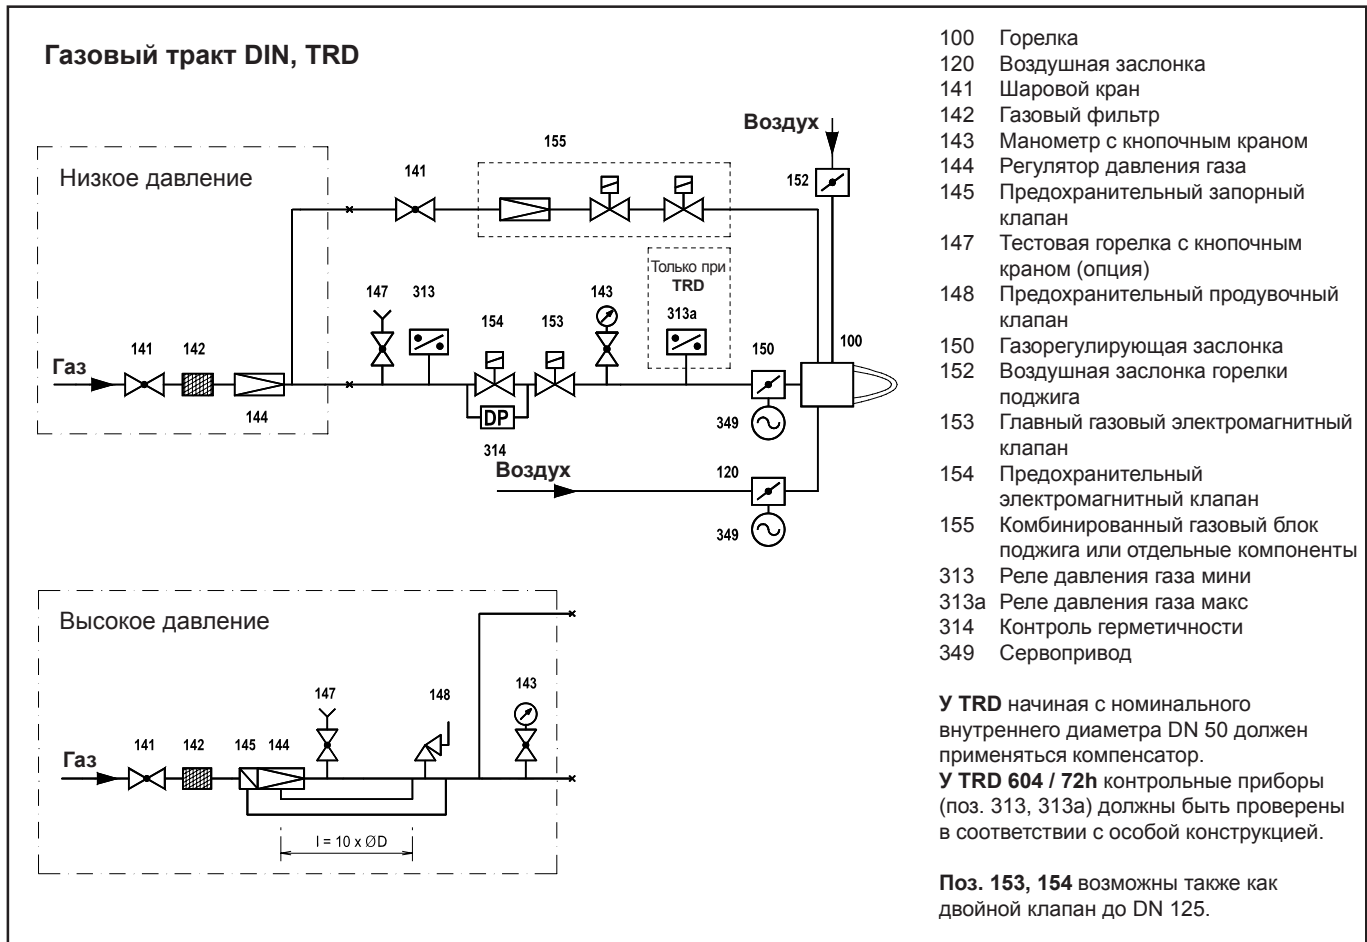 Газовый тракт DIN, TRD
Воздух
155
Низкое давление
141
152
Только при
TRD
147
313
143
313a
154
153
141
142
150
100
Газ
144
DP
349
314
Воздух
120
349
Высокое давление
147
148
143
141
142
145
144
Газ
l = 10 x ØD
100 Горелка
120 Воздушная заслонка
141 Шаровой кран
142 Газовый фильтр
143 Манометр с кнопочным краном
144 Регулятор давления газа
145 Предохранительный запорный
клапан
147 Тестовая горелка с кнопочным
краном (опция)
148 Предохранительный продувочный
клапан
150 Газорегулирующая заслонка
152 Воздушная заслонка горелки
поджига
153 Главный газовый электромагнитный
клапан
154 Предохранительный
электромагнитный клапан
155 Комбинированный газовый блок
поджига или отдельные компоненты
313 Реле давления газа мини
313a Реле давления газа макс
314 Контроль герметичности
349 Сервопривод
У TRD начиная с номинального
внутреннего диаметра DN 50 должен
применяться компенсатор.
У TRD 604 / 72h контрольные приборы
(поз. 313, 313a) должны быть проверены
в соответствии с особой конструкцией.
Поз. 153, 154 возможны также как
двойной клапан до DN 125.